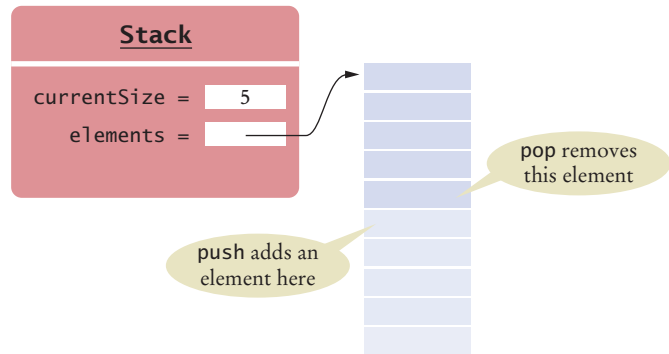 Stack
currentSize = 5
elements =
pop removes
this element
push adds an
element here